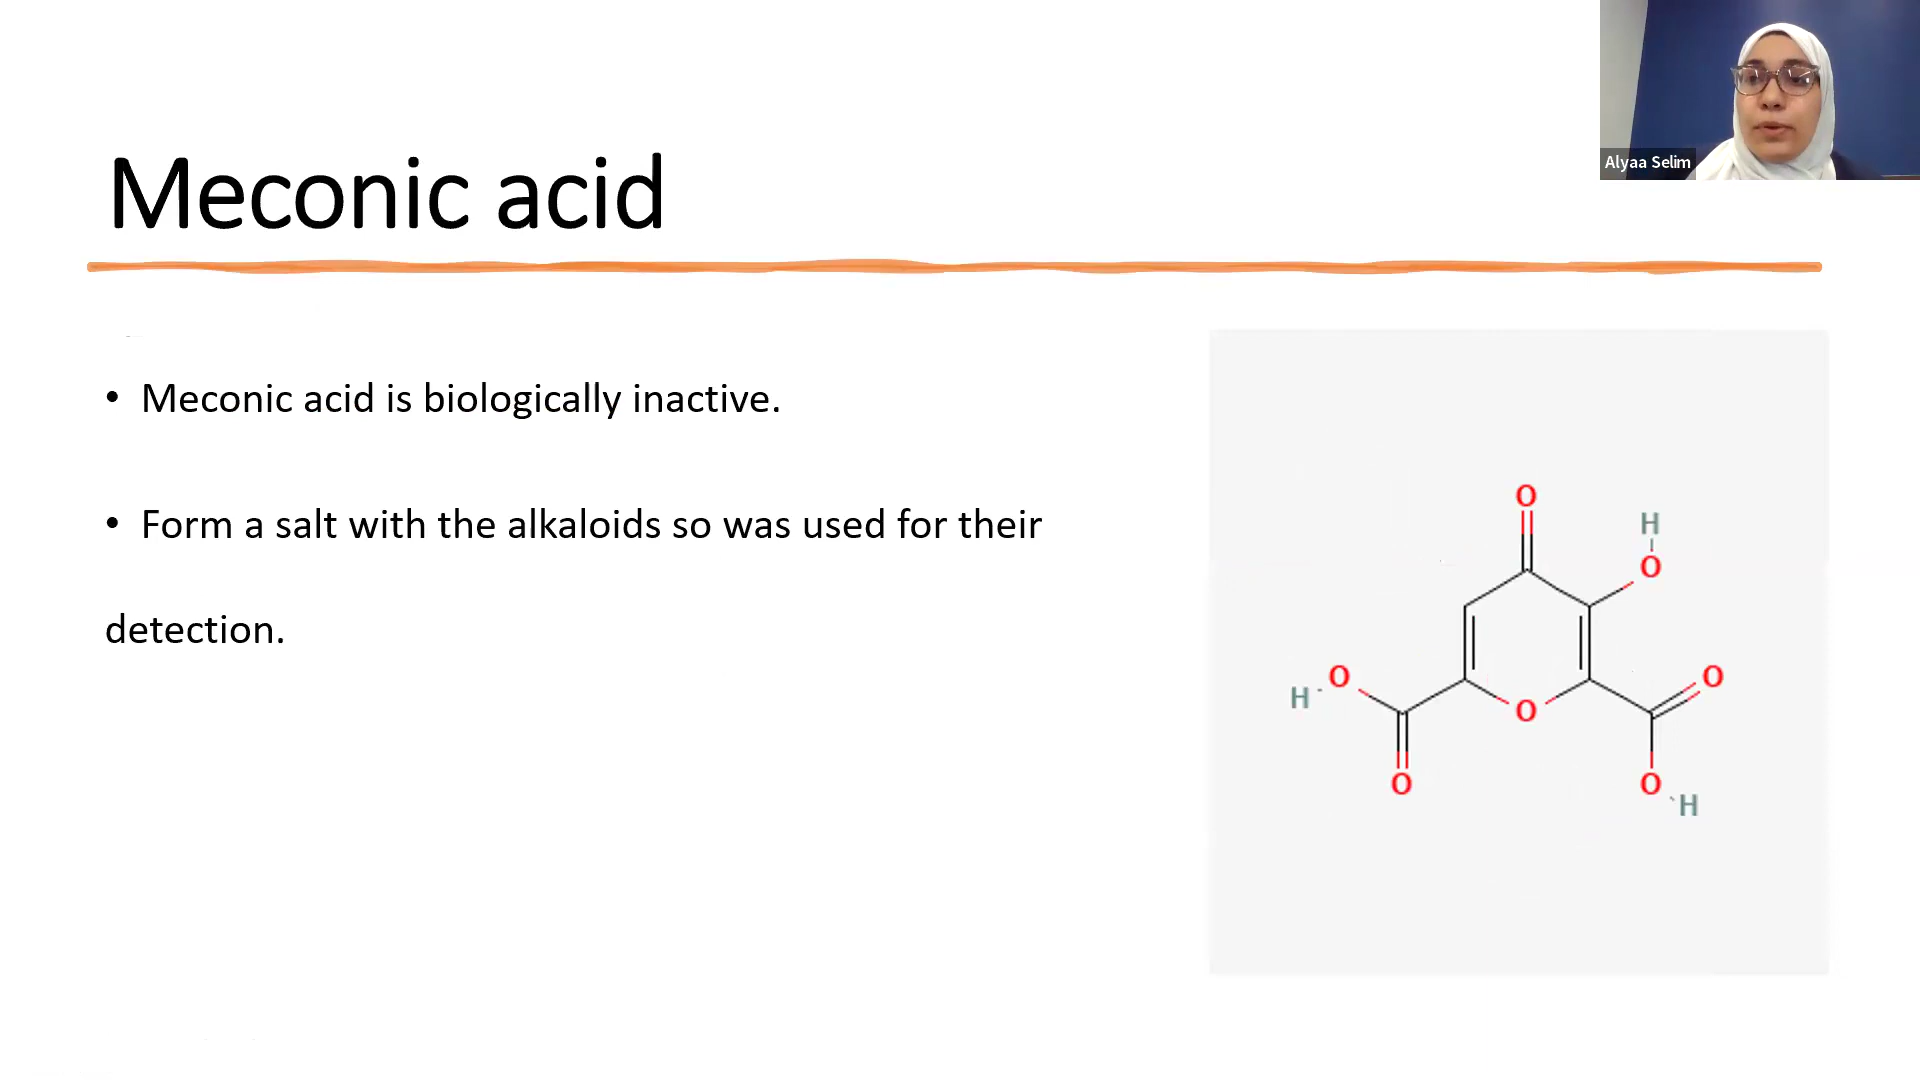 Alyaa Selim
Meconic acid
• Meconic acid is biologically inactive.
• Form a salt with the alkaloids so was used for their
detection.
O
H
O
O
H
O
O
O
O
H